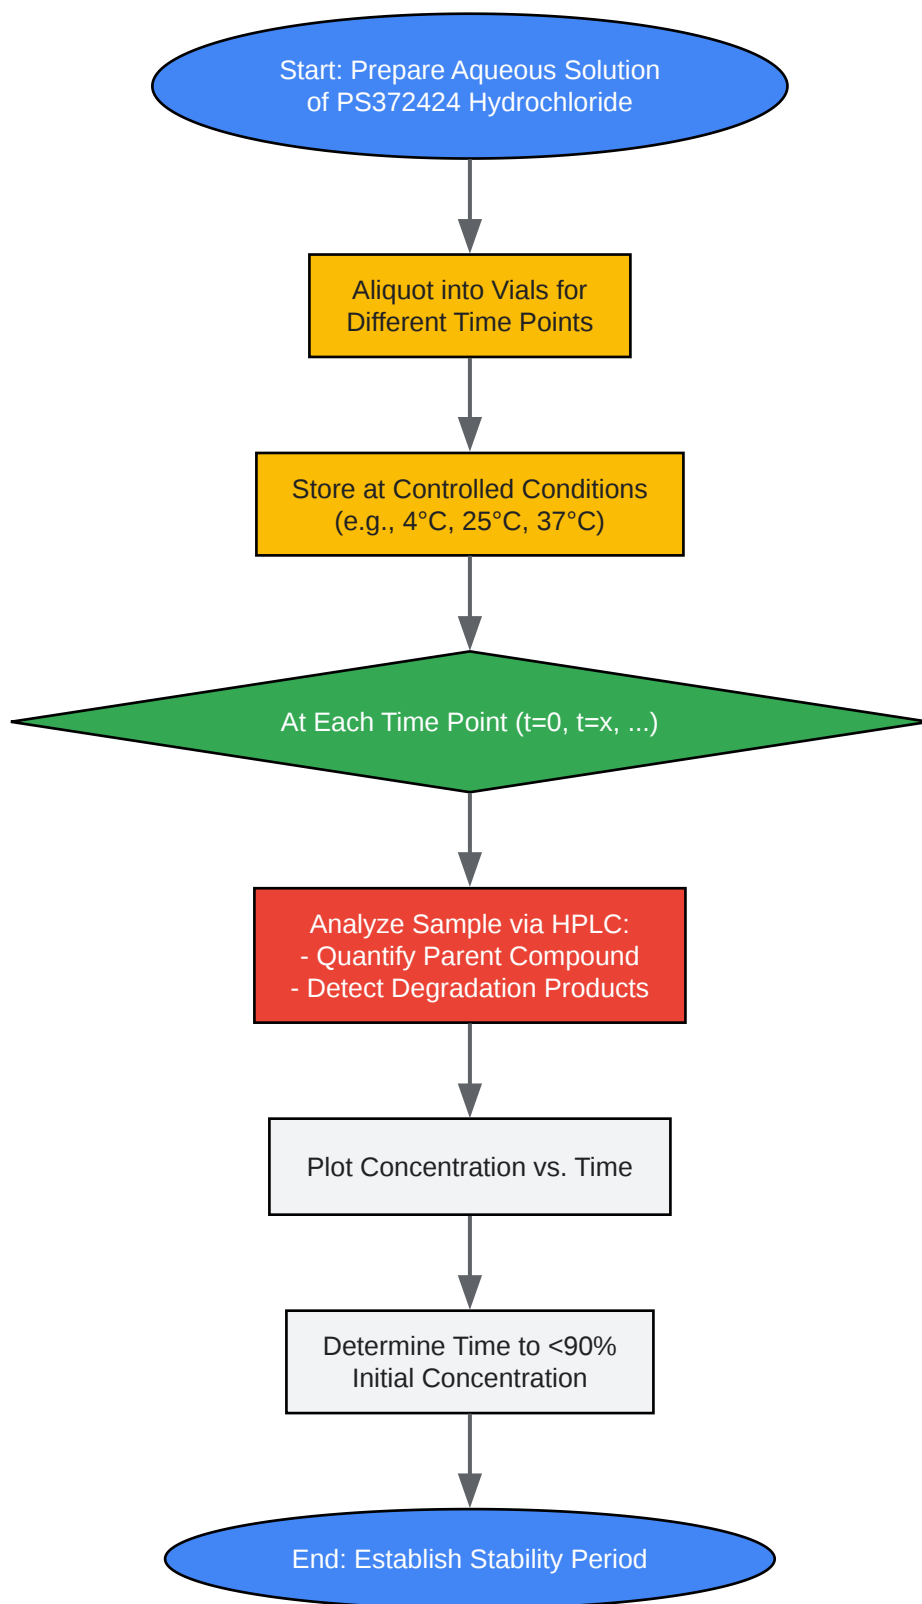 Start: Prepare Aqueous Solution
of PS372424 Hydrochloride
Aliquot into Vials for
Different Time Points
Store at Controlled Conditions
(e.g., 4°C, 25°C, 37°C)
At Each Time Point (t=0, t=x, ...)
Analyze Sample via HPLC:
- Quantify Parent Compound
- Detect Degradation Products
Plot Concentration vs. Time
Determine Time to <90%
Initial Concentration
End: Establish Stability Period